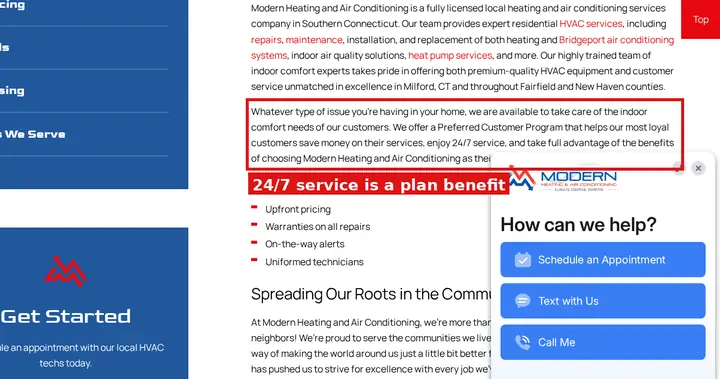 Top
Modern Heating and Air Conditioning is a fully licensed local heating and air conditioning services
company in Southern Connecticut. Our team provides expert residential HVAC services, including
repairs, maintenance, installation, and replacement of both heating and Bridgeport air conditioning
systems, indoor air quality solutions, heat pump services, and more. Our highly trained team of
indoor comfort experts takes pride in offering both premium-quality HVAC equipment and customer
service unmatched in excellence in Milford, CT and throughout Fairfield and New Haven counties.
Whatever type of issue you're having in your home, we are available to take care of the indoor
comfort needs of our customers. We offer a Preferred Customer Program that helps our most loyal
customers save money on their services, enjoy 24/7 service, and take full advantage of the benefits
of choosing Modern Heating and Air Conditioning as their
24/7 service is a plan benefit
Upfront pricing
Warranties on all repairs
On-the-way alerts
Uniformed technicians
Spreading Our Roots in the Commu
At Modern Heating and Air Conditioning, we're more than
neighbors! We're proud to serve the communities we live
way of making the world around us just a little bit better
has pushed us to strive for excellence with every job we'v
s We Serve
Get Started
le an appointment with our local HVAC
techs today.
MODERN
HEATING & AIR CONDITIONING
CLIMATE CONTROL EXPERTS
How can we help?
Schedule an Appointment
Text with Us
Call Me